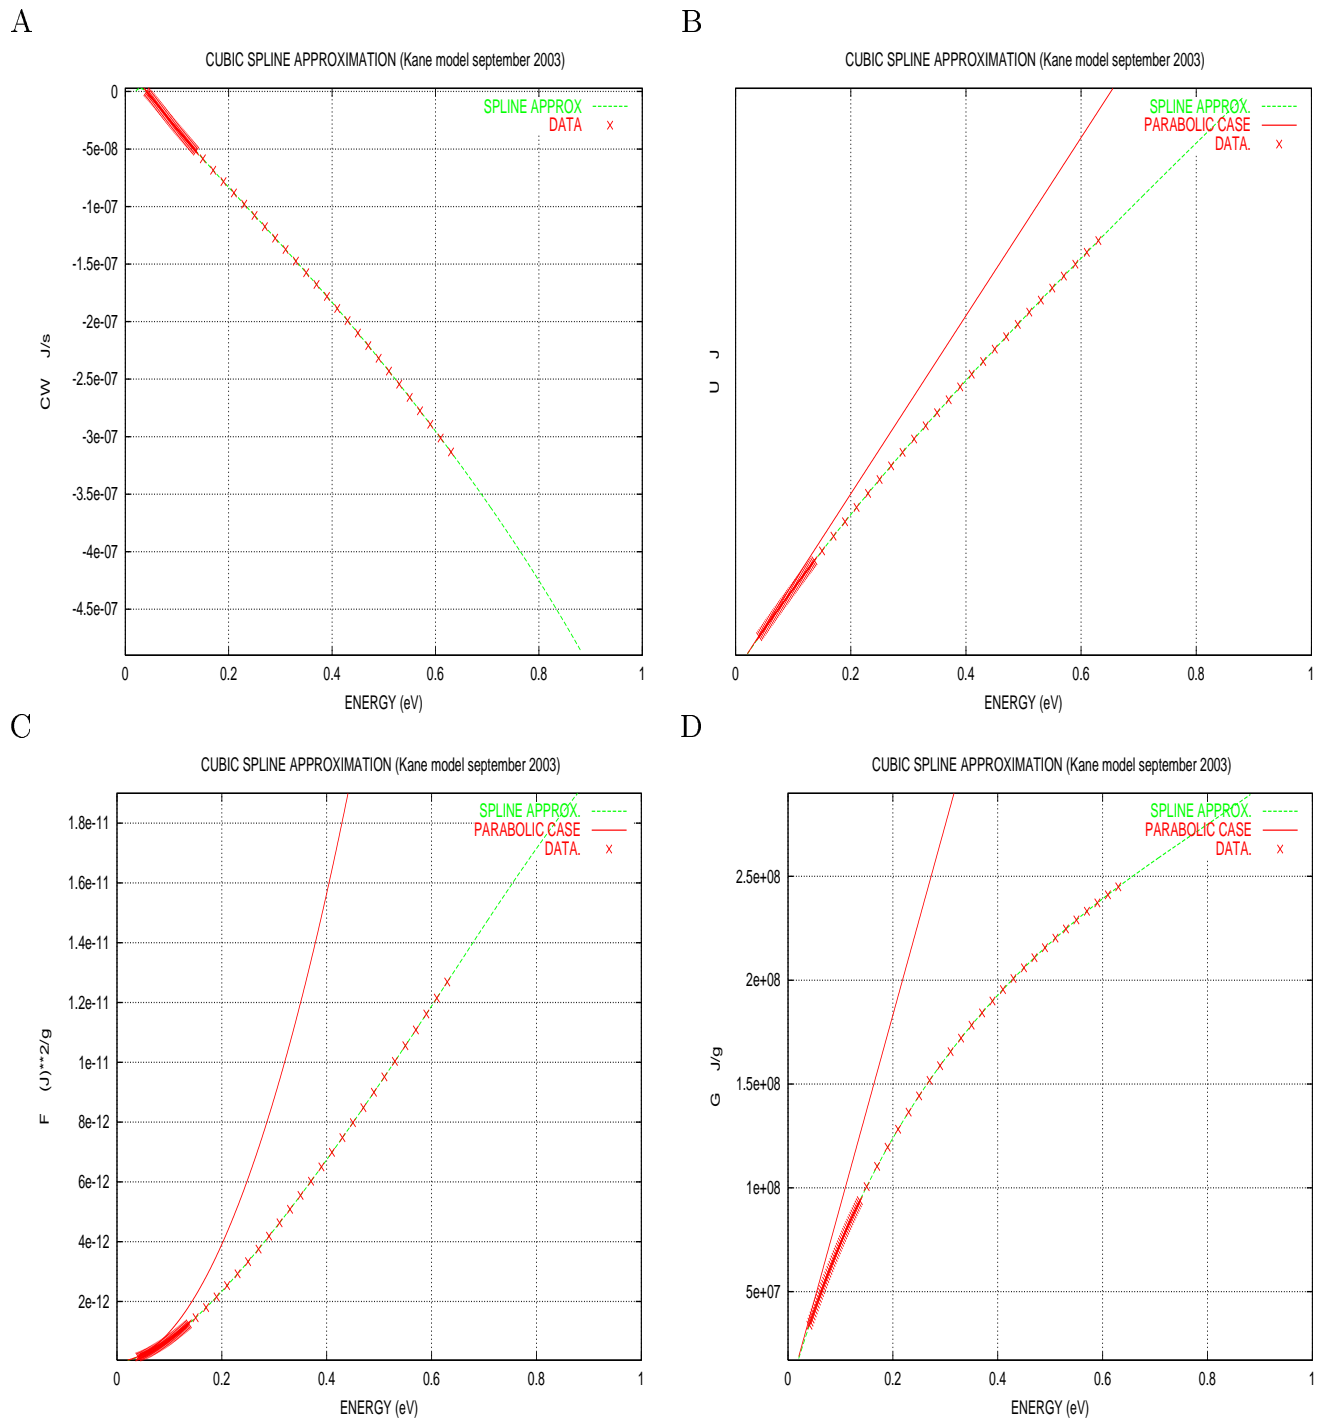 A
CUBIC SPLINE APPROXIMATION (Kane model september 2003)
SPLINE APPROX
DATA
0
-5e-08
-1e-07
-1.5e-07
-2e-07
-2.5e-07
-3e-07
-3.5e-07
-4e-07
-4.5e-07
CW J/s
0 0.2 0.4 0.6 0.8 1
ENERGY (eV)
B
CUBIC SPLINE APPROXIMATION (Kane model september 2003)
SPLINE APPROX.
PARABOLIC CASE
DATA.
U J
0 0.2 0.4 0.6 0.8 1
ENERGY (eV)
C
CUBIC SPLINE APPROXIMATION (Kane model september 2003)
SPLINE APPROX.
PARABOLIC CASE
DATA.
1.8e-11
1.6e-11
1.4e-11
1.2e-11
1e-11
8e-12
6e-12
4e-12
2e-12
F (J)**2/g
0 0.2 0.4 0.6 0.8 1
ENERGY (eV)
D
CUBIC SPLINE APPROXIMATION (Kane model september 2003)
SPLINE APPROX.
PARABOLIC CASE
DATA.
2.5e+08
2e+08
1.5e+08
1e+08
5e+07
G J/g
0 0.2 0.4 0.6 0.8 1
ENERGY (eV)